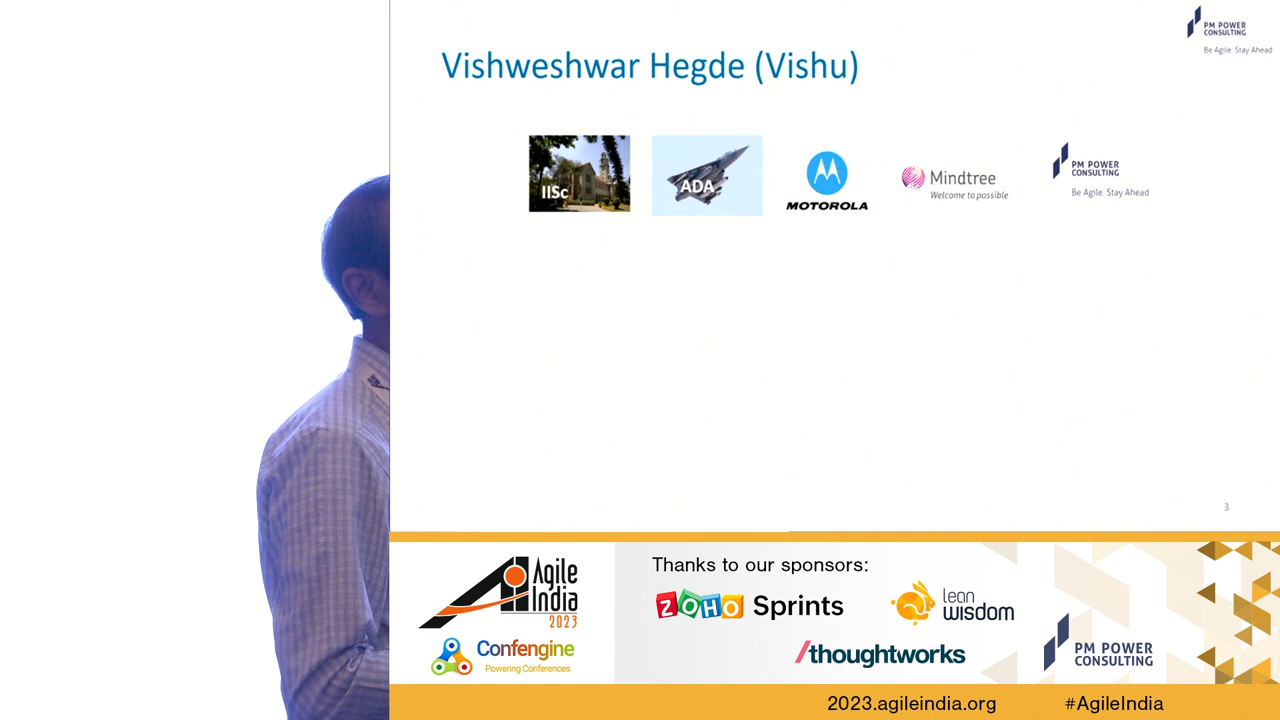 PM POWER
CONSULTING
Be Agile. Stay Ahead
Vishweshwar Hegde (Vishu)
IISc
ADA
MOTOROLA
Mindtree
Welcome to possible
PM POWER
CONSULTING
Be Agile. Stay Ahead
3
Agile
India
2023
Confengine
Powering Conferences
Thanks to our sponsors:
ZOHO Sprints
lean
wisdom
/thoughtworks
PM POWER
CONSULTING
2023.agileindia.org
#AgileIndia